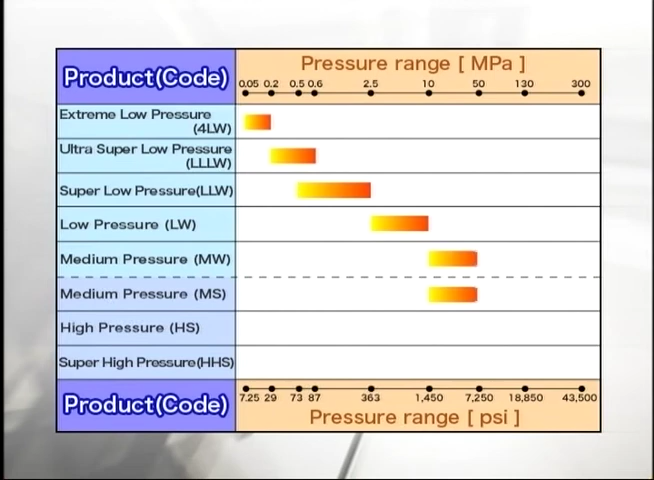 Product(Code)
Pressure range [ MPa ]
0.05 0.2 0.5 0.6 2.5 10 50 130 300
Extreme Low Pressure
(4LW)
Ultra Super Low Pressure
(LLLW)
Super Low Pressure(LLW)
Low Pressure (LW)
Medium Pressure (MW)
Medium Pressure (MS)
High Pressure (HS)
Super High Pressure(HHS)
Product(Code)
7.25 29 73 87 363 1,450 7,250 18,850 43,500
Pressure range [ psi ]